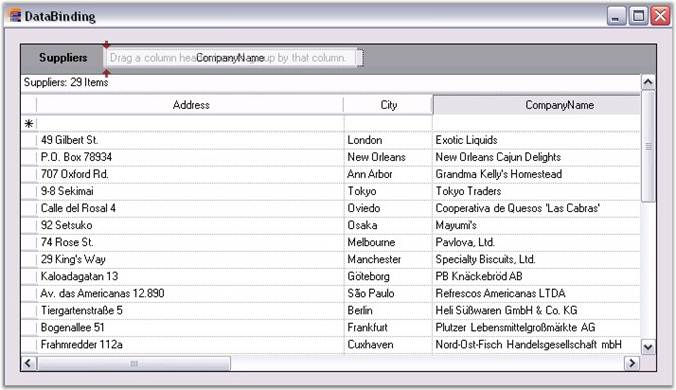 DataBinding
Suppliers Drag a column hea CompanyName oup by that column.
Suppliers: 29 Items
Address City CompanyName
49 Gilbert St. London Exotic Liquids
P.O. Box 78934 New Orleans New Orleans Cajun Delights
707 Oxford Rd. Ann Arbor Grandma Kelly's Homestead
9-8 Sekimai Tokyo Tokyo Traders
Calle del Rosal 4 Oviedo Cooperativa de Quesos 'Las Cabras'
92 Setsuko Osaka Mayumi's
74 Rose St. Melbourne Pavlova, Ltd.
29 King's Way Manchester Specialty Biscuits, Ltd.
Kaloadagatan 13 Göteborg PB Knäckebröd AB
Av. das Americanas 12.890 São Paulo Refrescos Americanas LTDA
Tiergartenstraße 5 Berlin Heli Süßwaren GmbH & Co. KG
Bogenallee 51 Frankfurt Plutzer Lebensmittelgroßmärkte AG
Frahmredder 112a Cuxhaven Nord-Ost-Fisch Handelsgesellschaft mbH